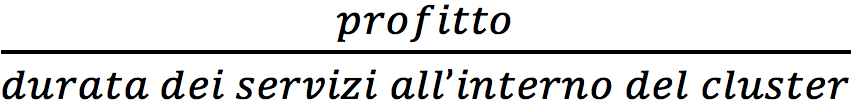 profitto
durata dei servizi all’interno del cluster